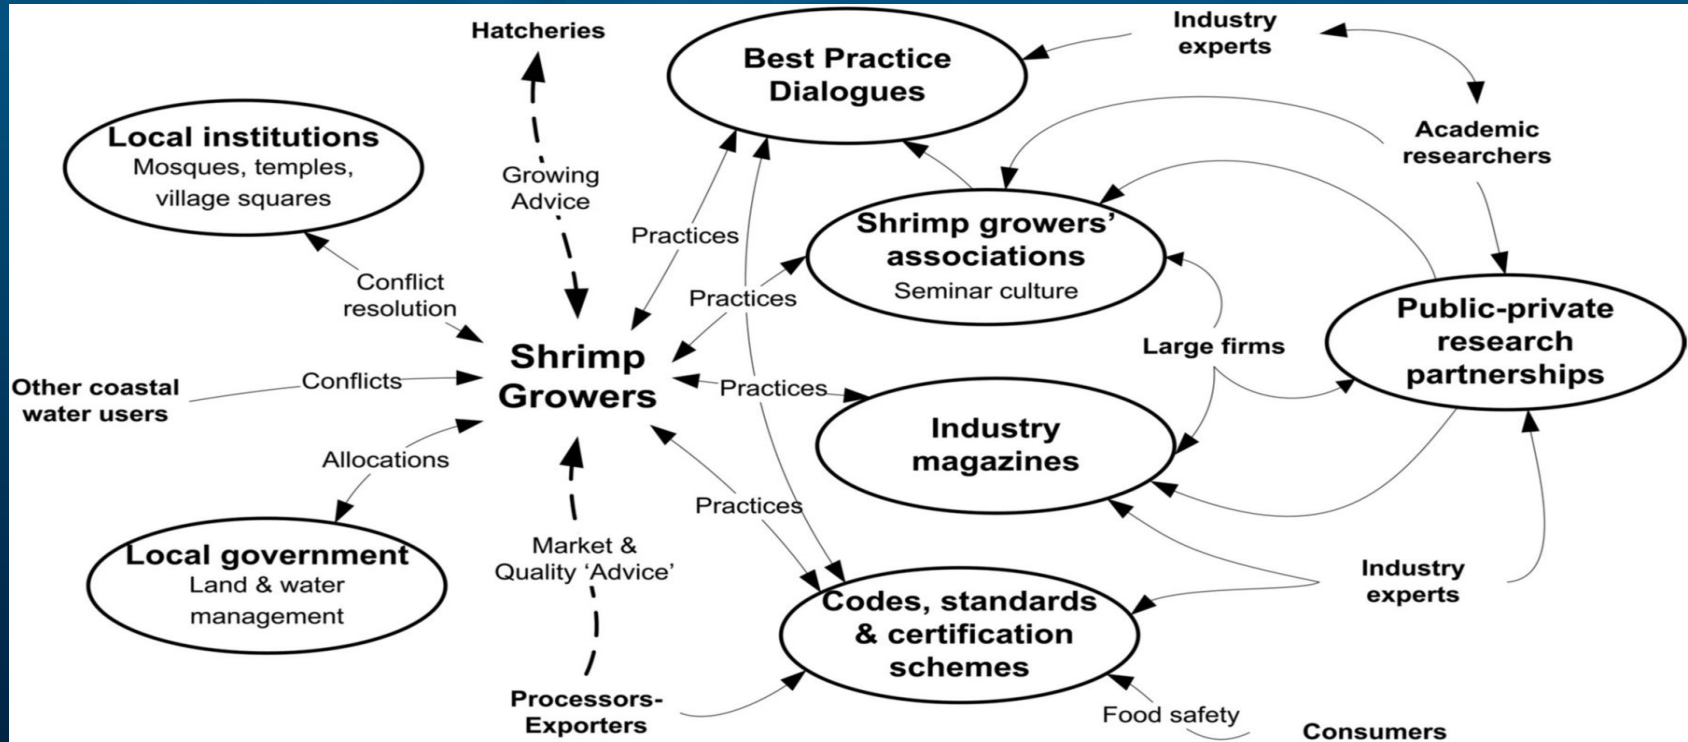 Hatcheries
Industry
experts
Best Practice
Dialogues
Local institutions
Mosques, temples,
village squares
Academic
researchers
Growing
Advice
Practices
Shrimp growers’
associations
Seminar culture
Conflict
resolution
Practices
Public-private
research
partnerships
Large firms
Shrimp
Growers
Other coastal
water users
Conflicts
Practices
Industry
magazines
Allocations
Practices
Local government
Land & water
management
Market &
Quality ‘Advice’
Industry
experts
Codes, standards
& certification
schemes
Processors-
Exporters
Food safety
Consumers